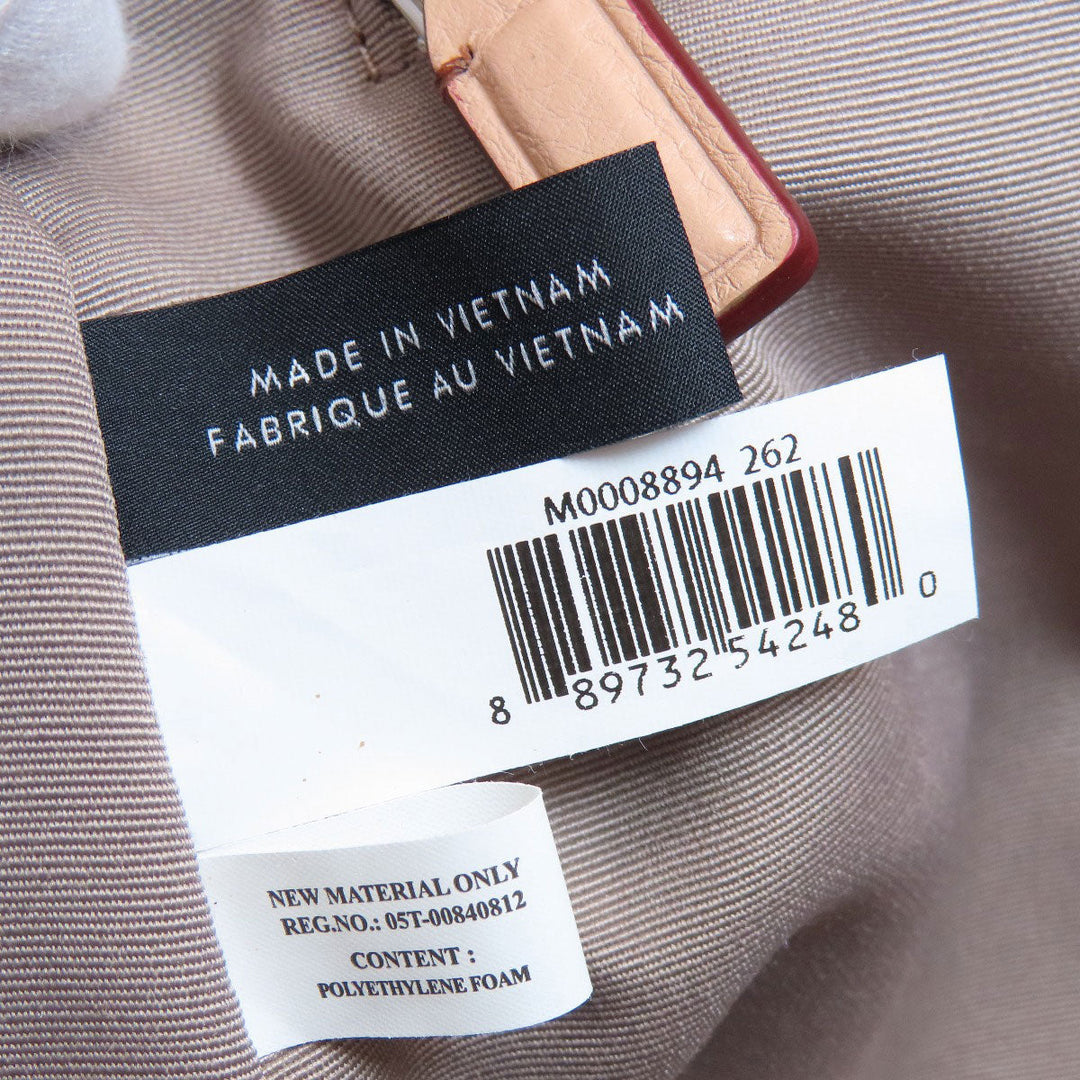 MADE IN VIETNAM
FABRIQUE AU VIETNAM
M0008894 262
8 89732 54248 0
NEW MATERIAL ONLY
REG.NO.: 05T-00840812
CONTENT :
POLYETHYLENE FOAM